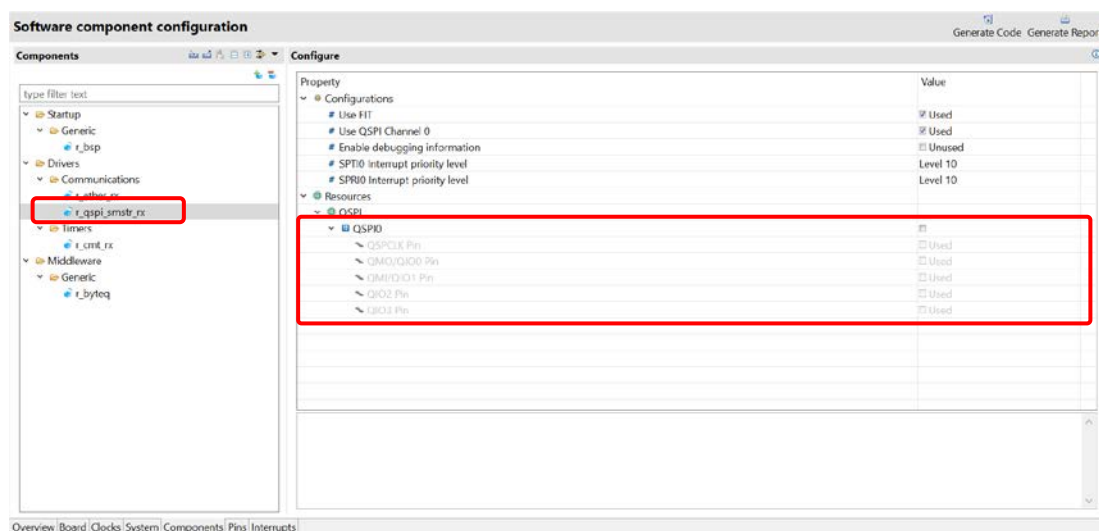 Software component configuration
Generate Code Generate Repor
Components
Configure
type filter text
Startup
Generic
r_bsp
Drivers
Communications
r_ether_rx
r_qspi_smstr_rx
Timers
r_cmt_rx
Middleware
Generic
r_byteq
Property Value
Configurations
# Use FIT Used
# Use QSPI Channel 0 Used
# Enable debugging information Unused
# SPTI0 Interrupt priority level Level 10
# SPRI0 Interrupt priority level Level 10
Resources
QSPI
QSPI0
QSPCLK Pin Used
QMO/QIO0 Pin Used
QMI/QIO1 Pin Used
QIO2 Pin Used
QIO3 Pin Used
Overview Board Clocks System Components Pins Interrupts